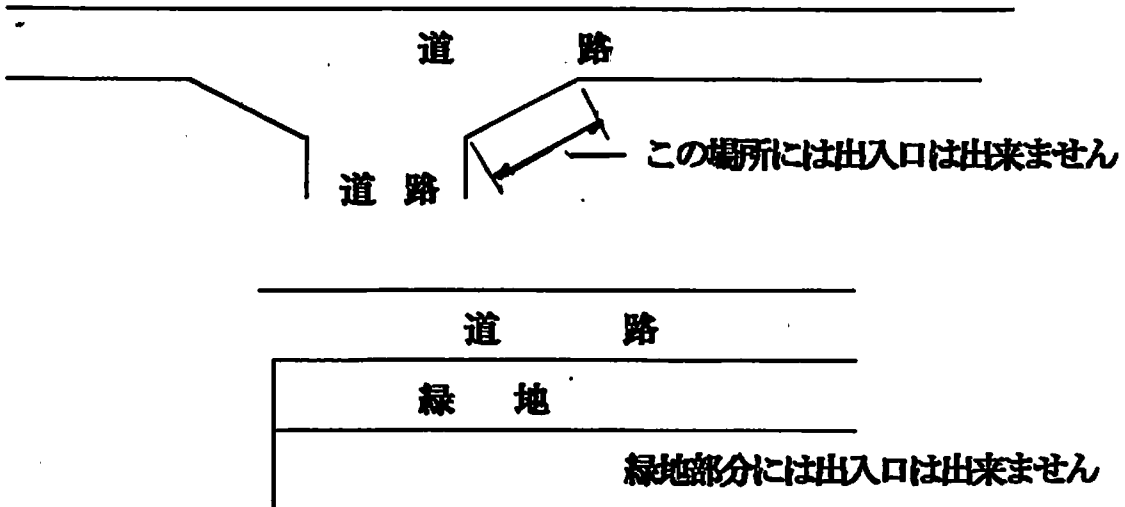 道 路
この場所には出入口は出来ません
道 路
道 路
緑 地
緑地部分には出入口は出来ません